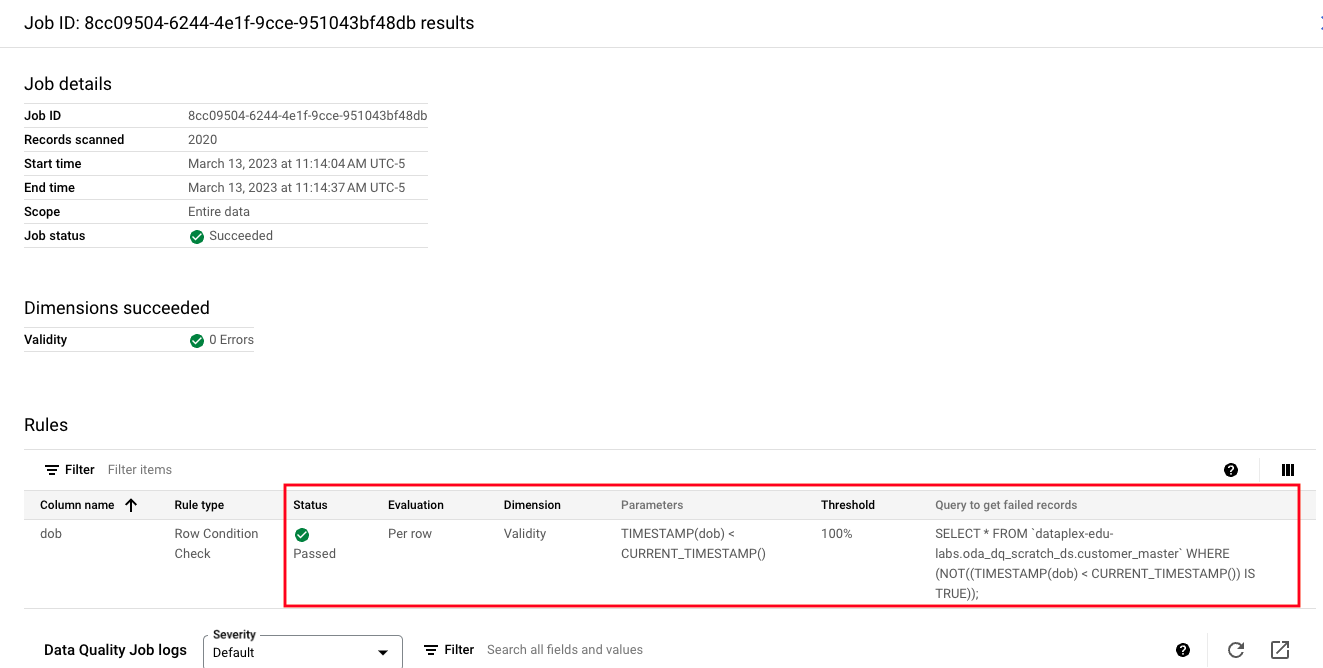 Job ID: 8cc09504-6244-4e1f-9cce-951043bf48db results
Job details
Job ID 8cc09504-6244-4e1f-9cce-951043bf48db
Records scanned 2020
Start time March 13, 2023 at 11:14:04 AM UTC-5
End time March 13, 2023 at 11:14:37 AM UTC-5
Scope Entire data
Job status Succeeded
Dimensions succeeded
Validity 0 Errors
Rules
Filter Filter items
Column name Rule type Status Evaluation Dimension Parameters Threshold Query to get failed records
dob Row Condition Per row Validity TIMESTAMP(dob) < 100% SELECT * FROM `dataplex-edu-
Check Passed CURRENT_TIMESTAMP() labs.oda_dq_scratch_ds.customer_master` WHERE
(NOT((TIMESTAMP(dob) < CURRENT_TIMESTAMP()) IS
TRUE));
Severity
Data Quality Job logs Default Filter Search all fields and values